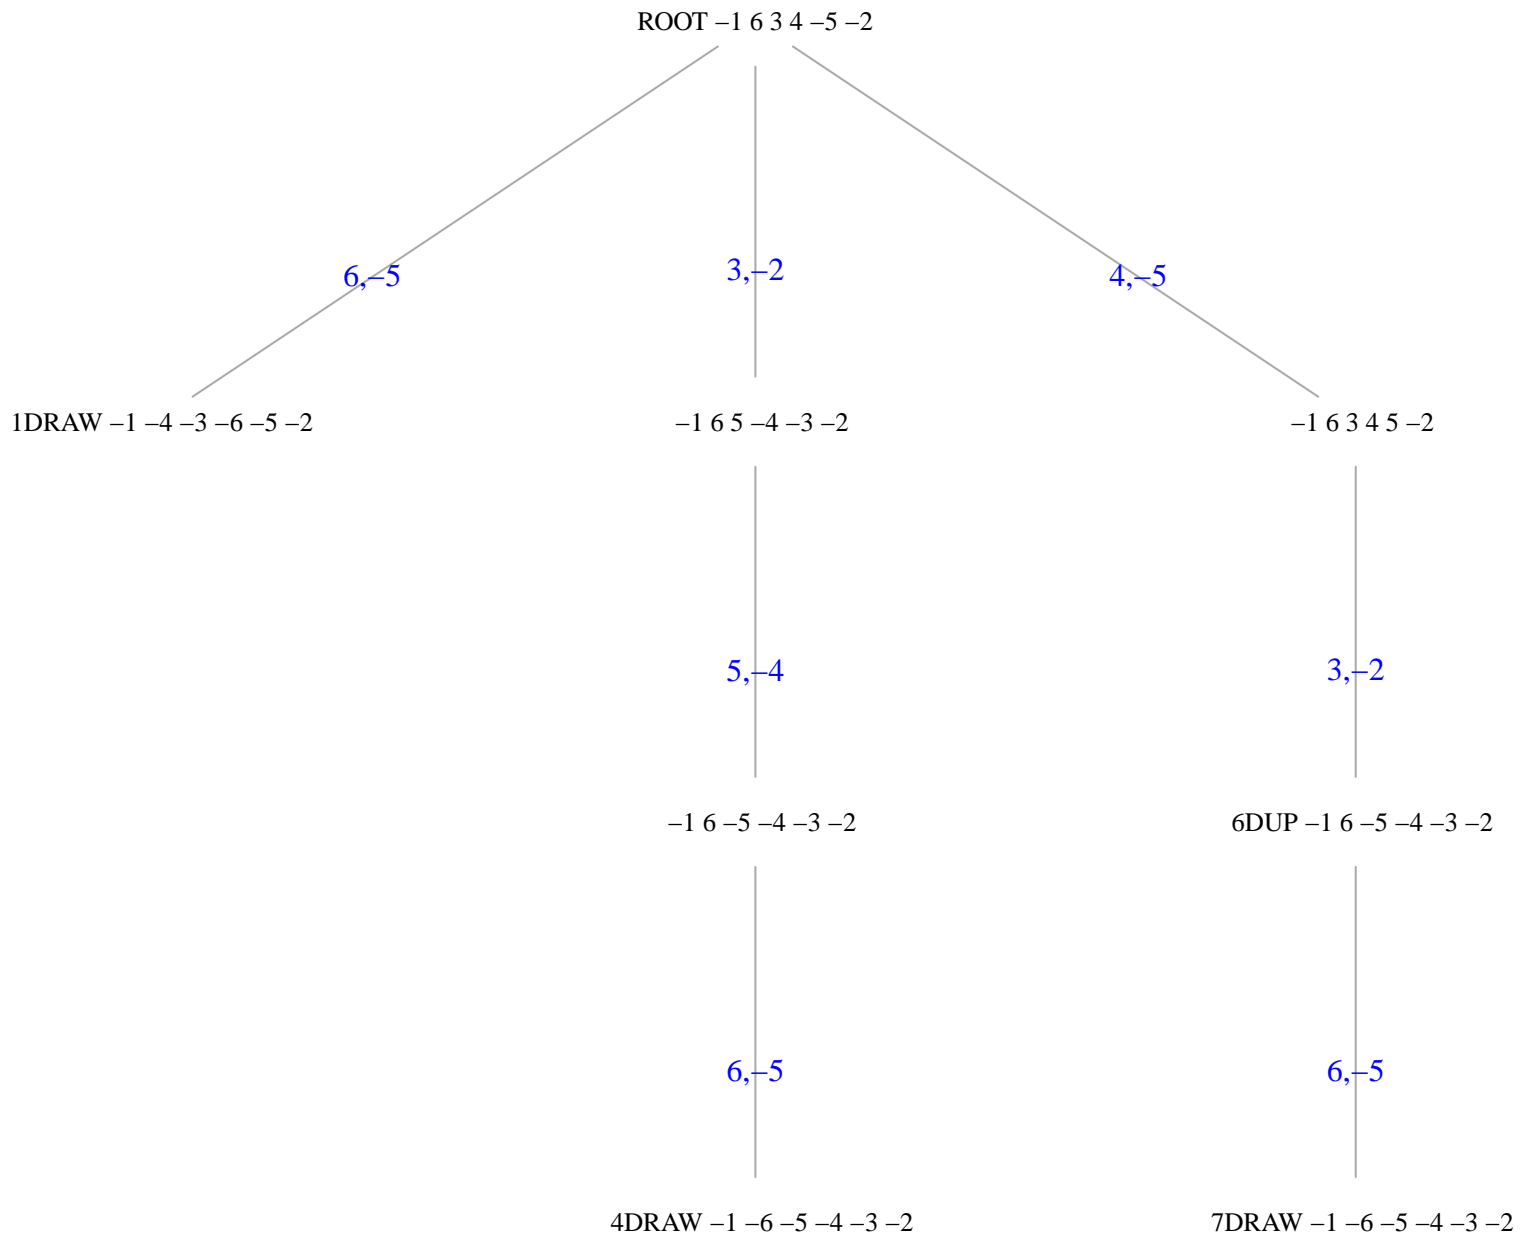 ROOT –1 6 3 4 –5 –2
6,–5
3,–2
4,–5
1DRAW –1 –4 –3 –6 –5 –2
–1 6 5 –4 –3 –2
–1 6 3 4 5 –2
5,–4
3,–2
–1 6 –5 –4 –3 –2
6DUP –1 6 –5 –4 –3 –2
6,–5
6,–5
4DRAW –1 –6 –5 –4 –3 –2
7DRAW –1 –6 –5 –4 –3 –2